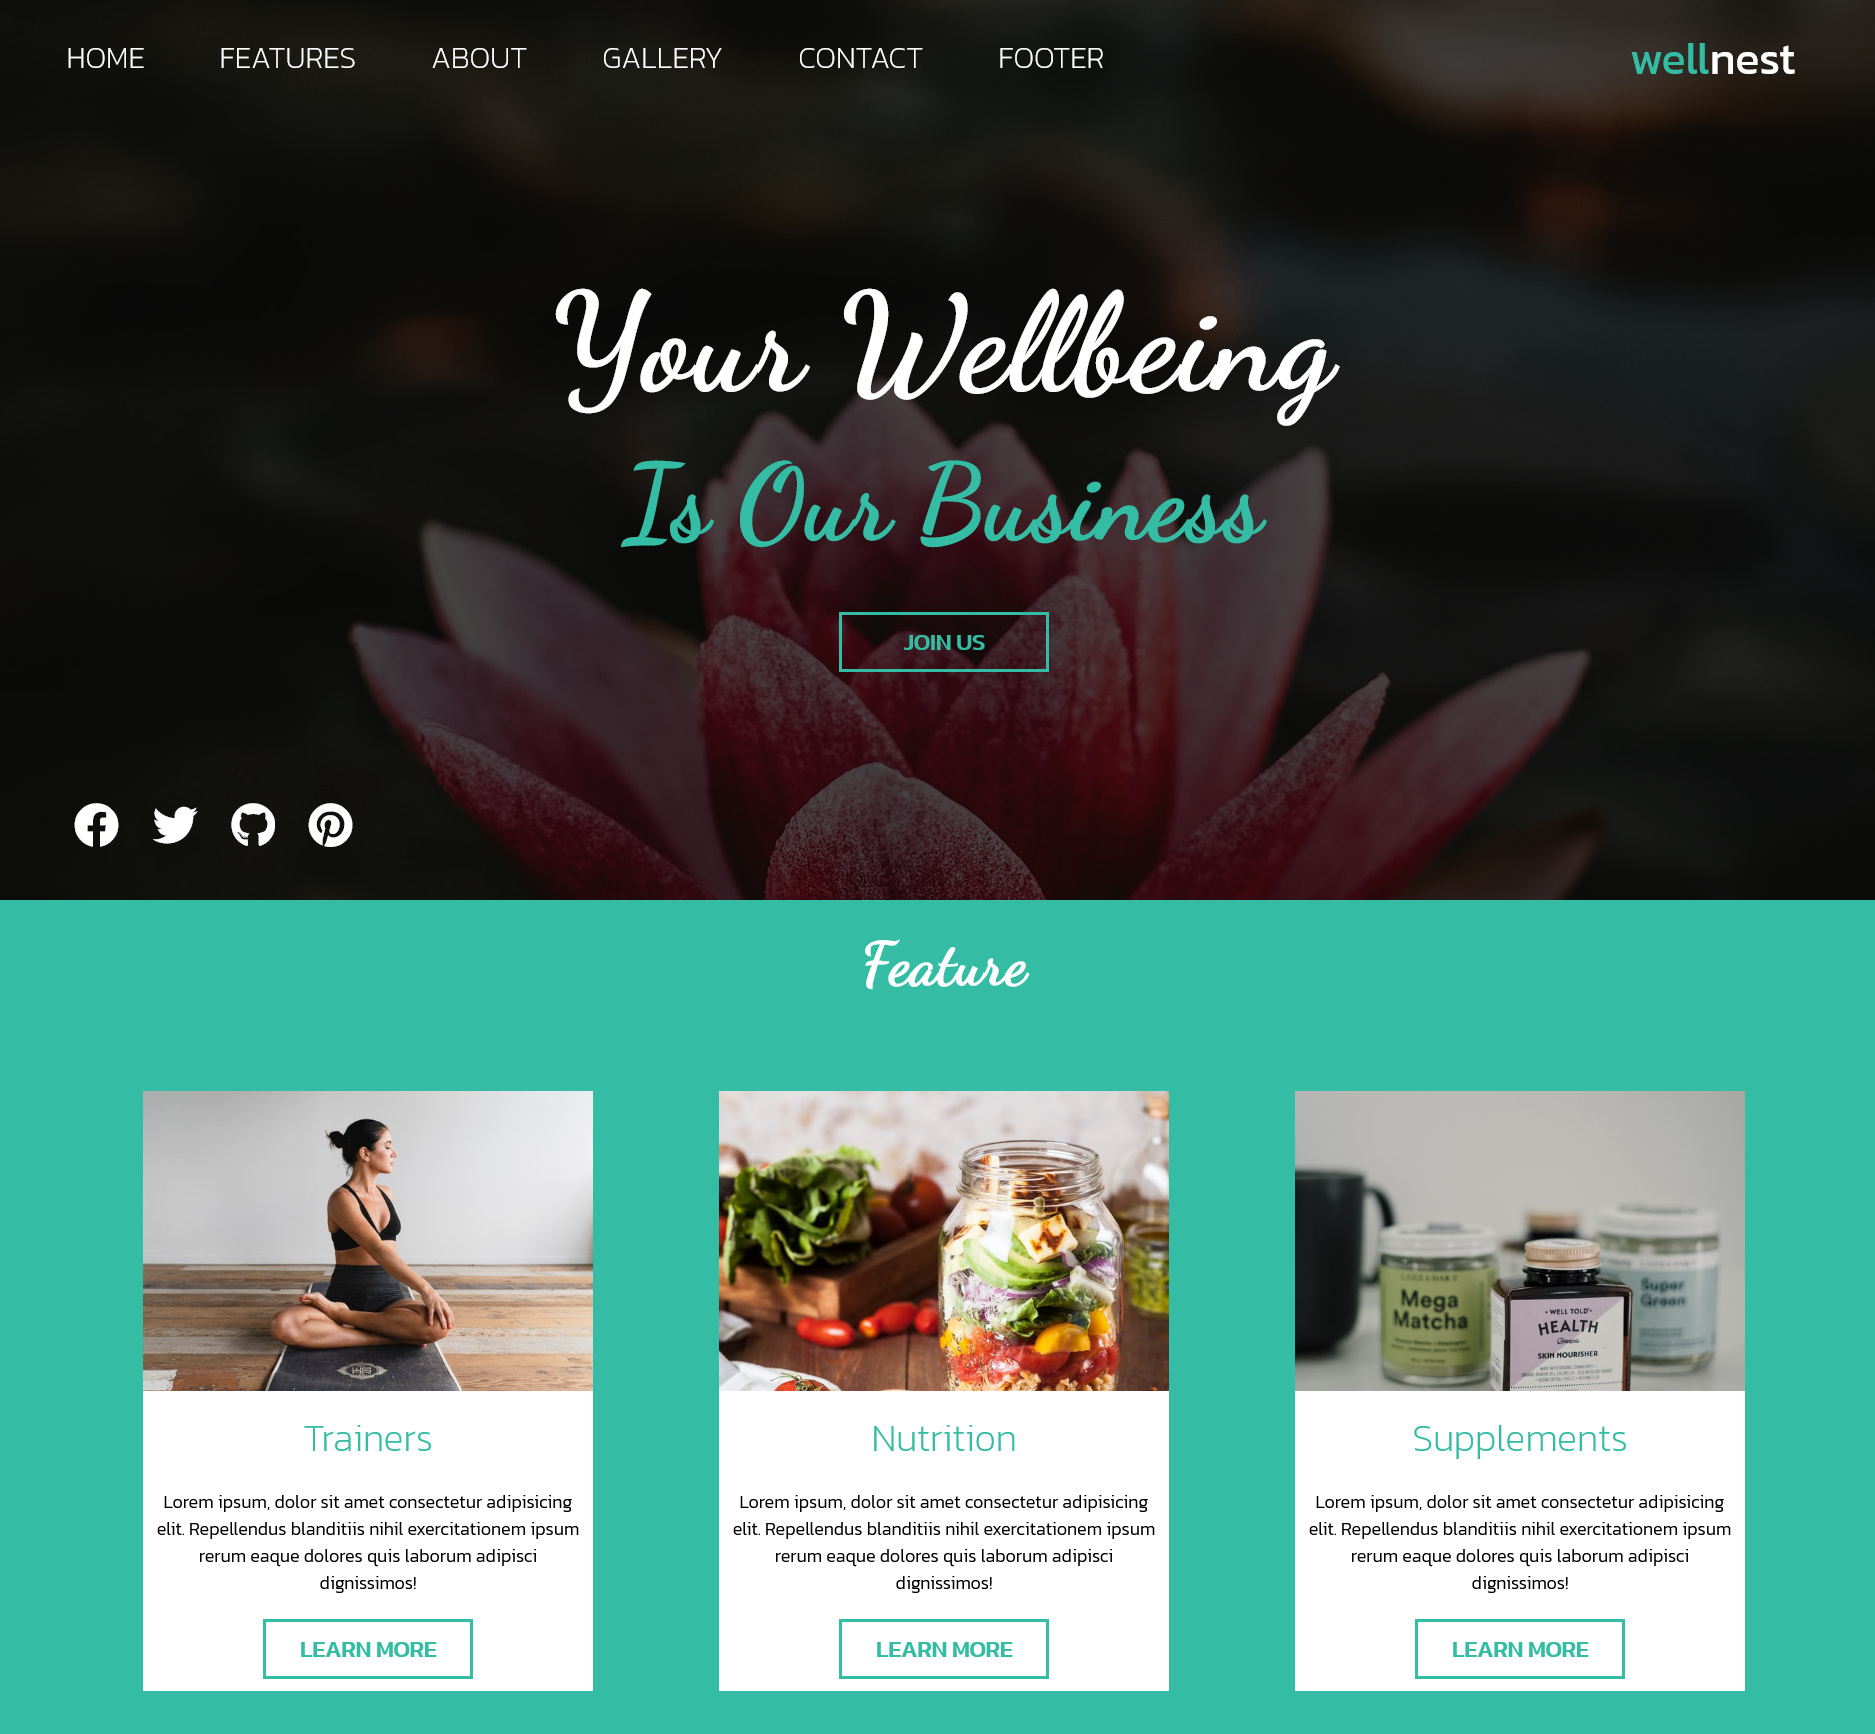 HOME FEATURES ABOUT GALLERY CONTACT FOOTER wellnest
Your Wellbeing
Is Our Business
JOIN US
Feature
Mega
Matcha
Super
Green
WELL TOLD
HEALTH
SKIN NOURISHER
Trainers
Lorem ipsum, dolor sit amet consectetur adipisicing
elit. Repellendus blanditiis nihil exercitationem ipsum
rerum eaque dolores quis laborum adipisci
dignissimos!
LEARN MORE
Nutrition
Lorem ipsum, dolor sit amet consectetur adipisicing
elit. Repellendus blanditiis nihil exercitationem ipsum
rerum eaque dolores quis laborum adipisci
dignissimos!
LEARN MORE
Supplements
Lorem ipsum, dolor sit amet consectetur adipisicing
elit. Repellendus blanditiis nihil exercitationem ipsum
rerum eaque dolores quis laborum adipisci
dignissimos!
LEARN MORE